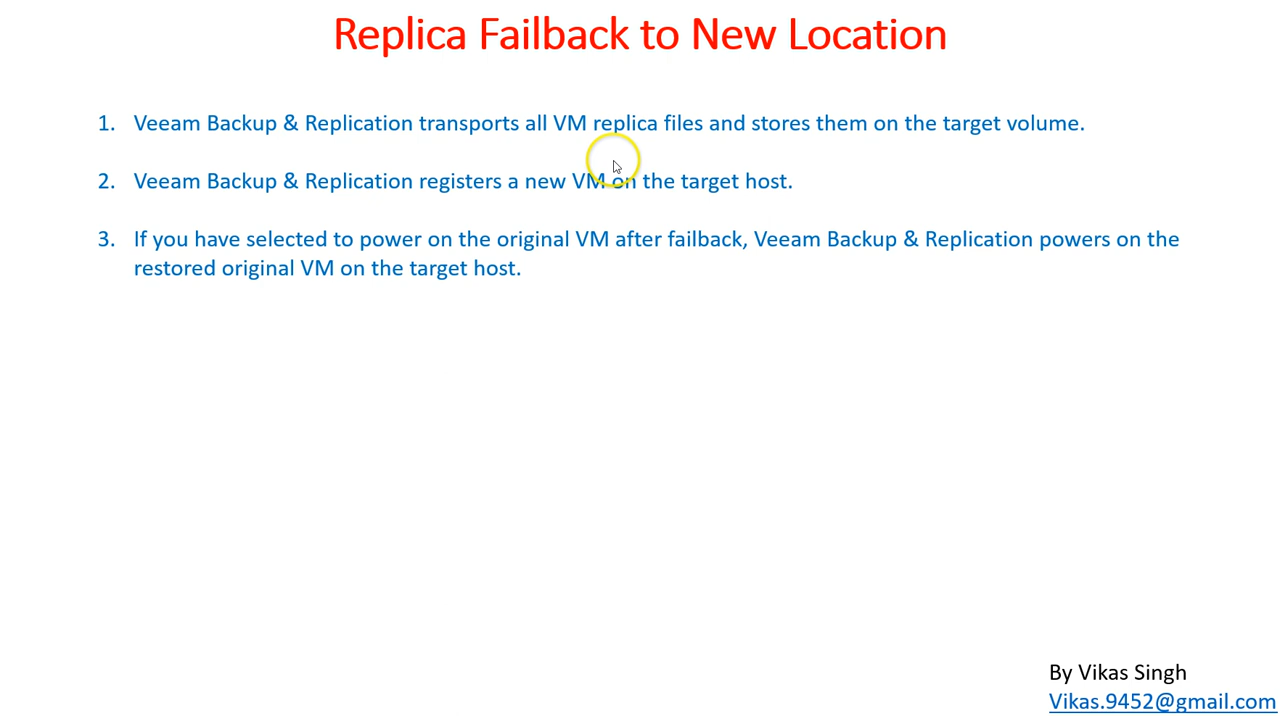 Replica Failback to New Location
1. Veeam Backup & Replication transports all VM replica files and stores them on the target volume.
2. Veeam Backup & Replication registers a new VM on the target host.
3. If you have selected to power on the original VM after failback, Veeam Backup & Replication powers on the
restored original VM on the target host.
By Vikas Singh
Vikas.9452@gmail.com